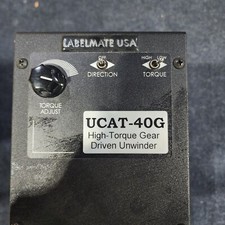 LABELMATE USA
HIGH LOW
DIRECTION TORQUE
TORQUE
ADJUST
UCAT-40G
High-Torque Gear
Driven Unwinder